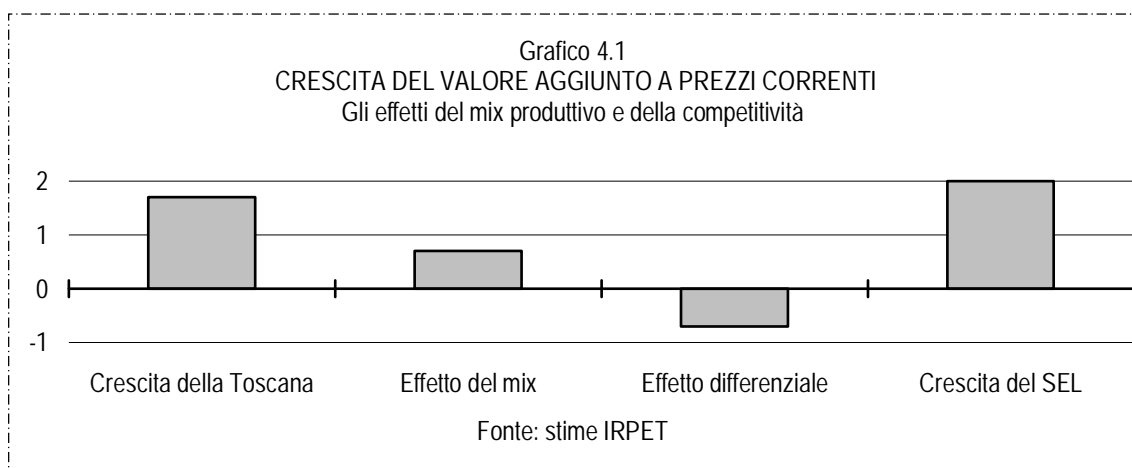 Grafico 4.1
CRESCITA DEL VALORE AGGIUNTO A PREZZI CORRENTI
Gli effetti del mix produttivo e della competitività
2
1
0
-1
Crescita della Toscana Effetto del mix Effetto differenziale Crescita del SEL
Fonte: stime IRPET